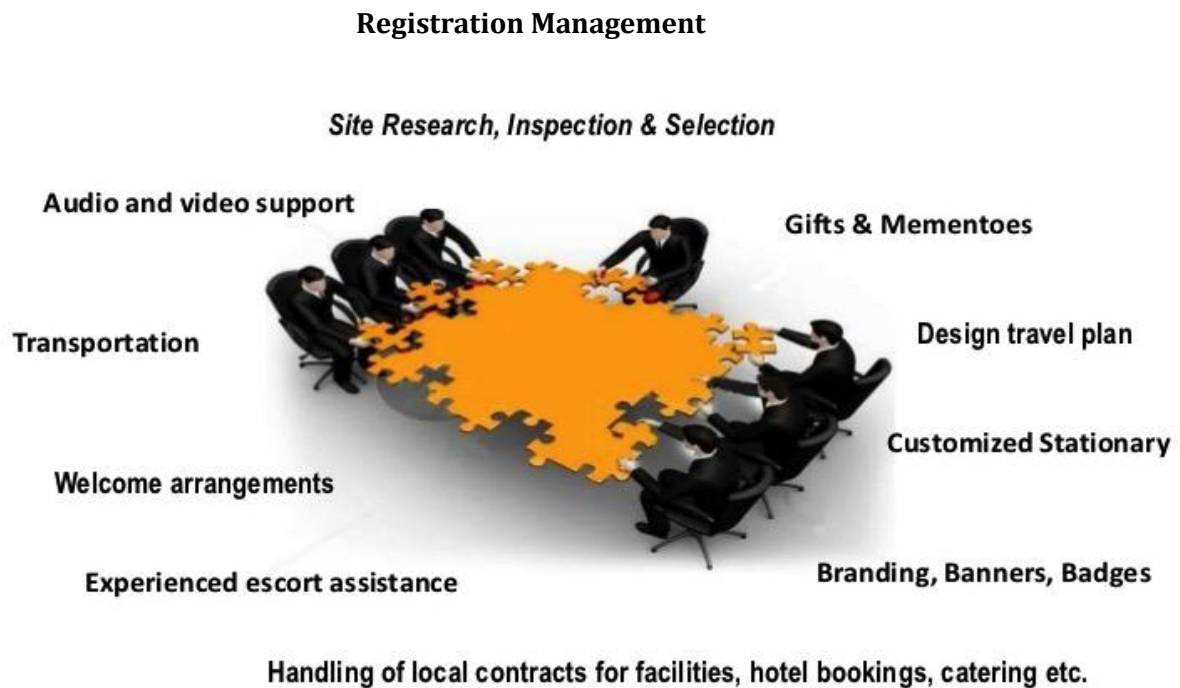 Registration Management
Site Research, Inspection & Selection
Audio and video support
Gifts & Mementoes
Transportation
Design travel plan
Customized Stationary
Welcome arrangements
Experienced escort assistance
Branding, Banners, Badges
Handling of local contracts for facilities, hotel bookings, catering etc.